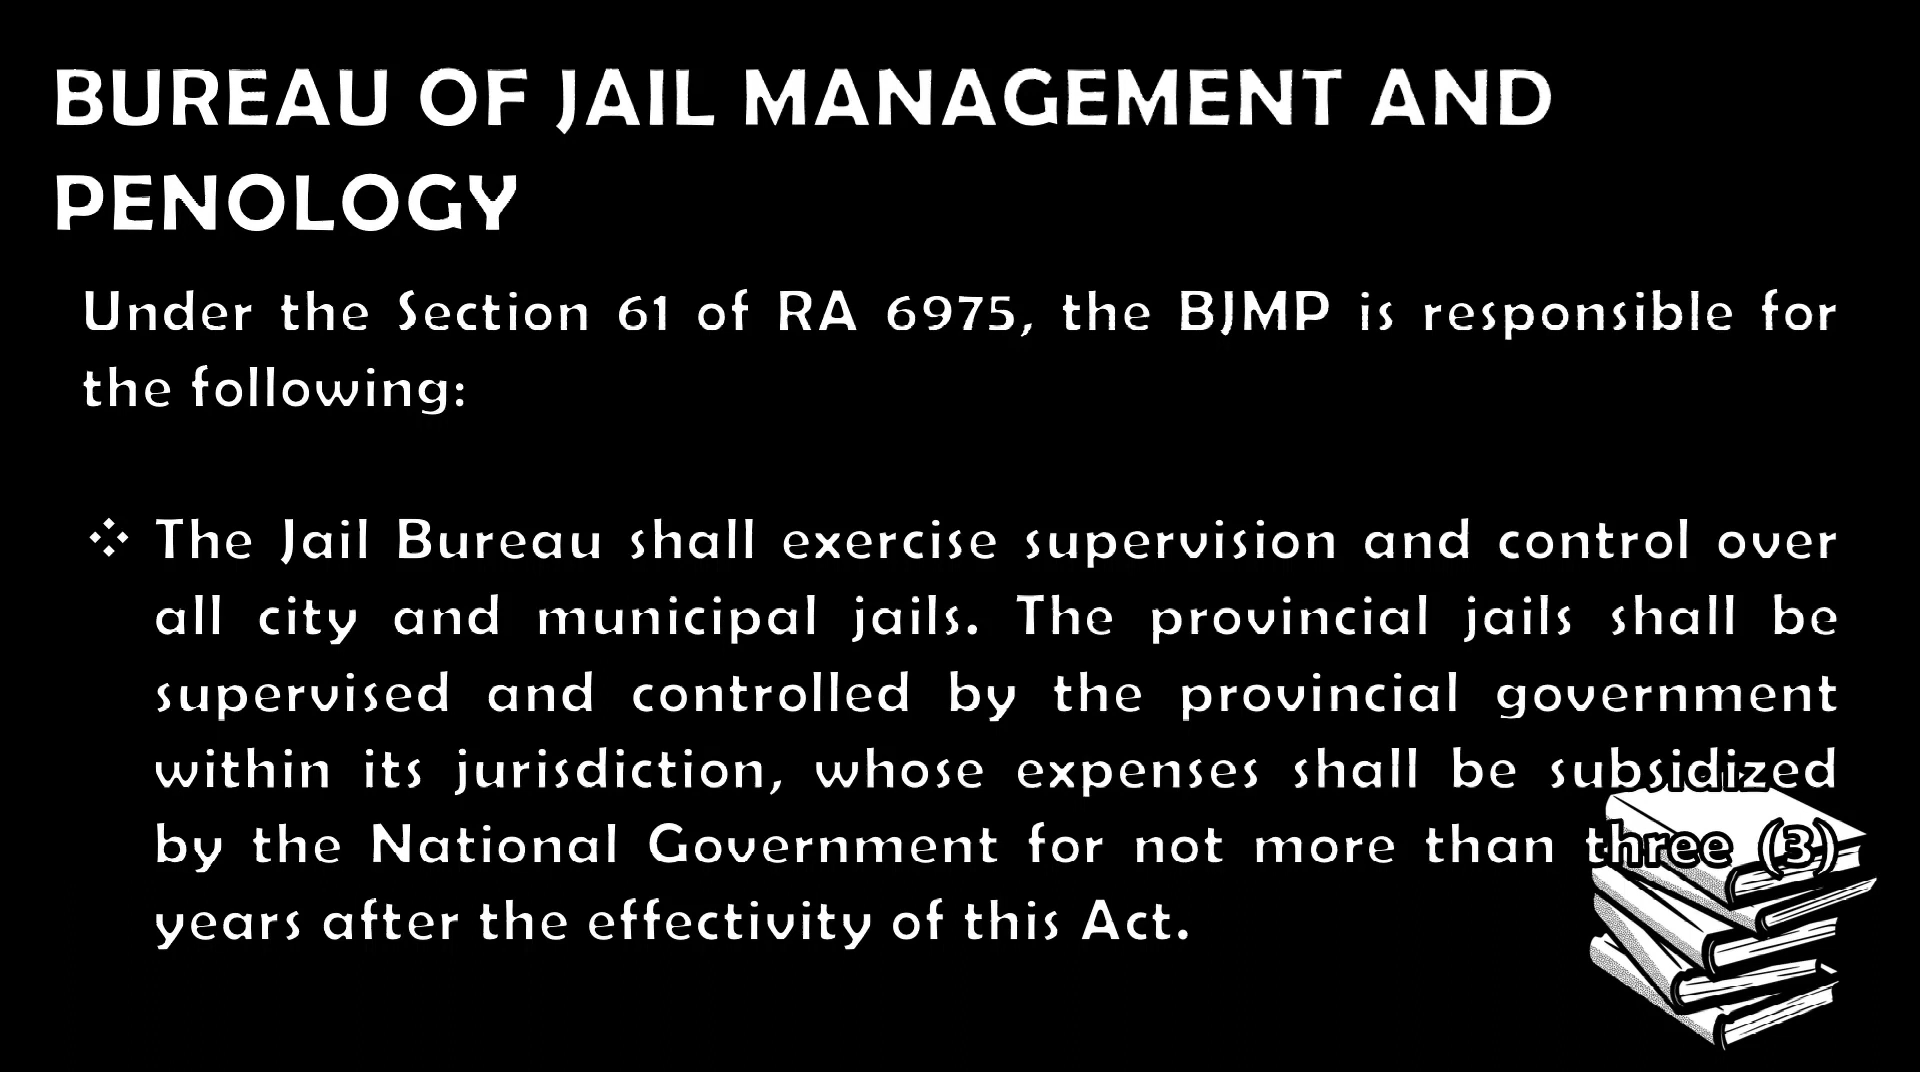 BUREAU OF JAIL MANAGEMENT AND
PENOLOGY
Under the Section 61 of RA 6975, the BJMP is responsible for
the following:
❖ The Jail Bureau shall exercise supervision and control over
all city and municipal jails. The provincial jails shall be
supervised and controlled by the provincial government
within its jurisdiction, whose expenses shall be subsidized
by the National Government for not more than three (3)
years after the effectivity of this Act.